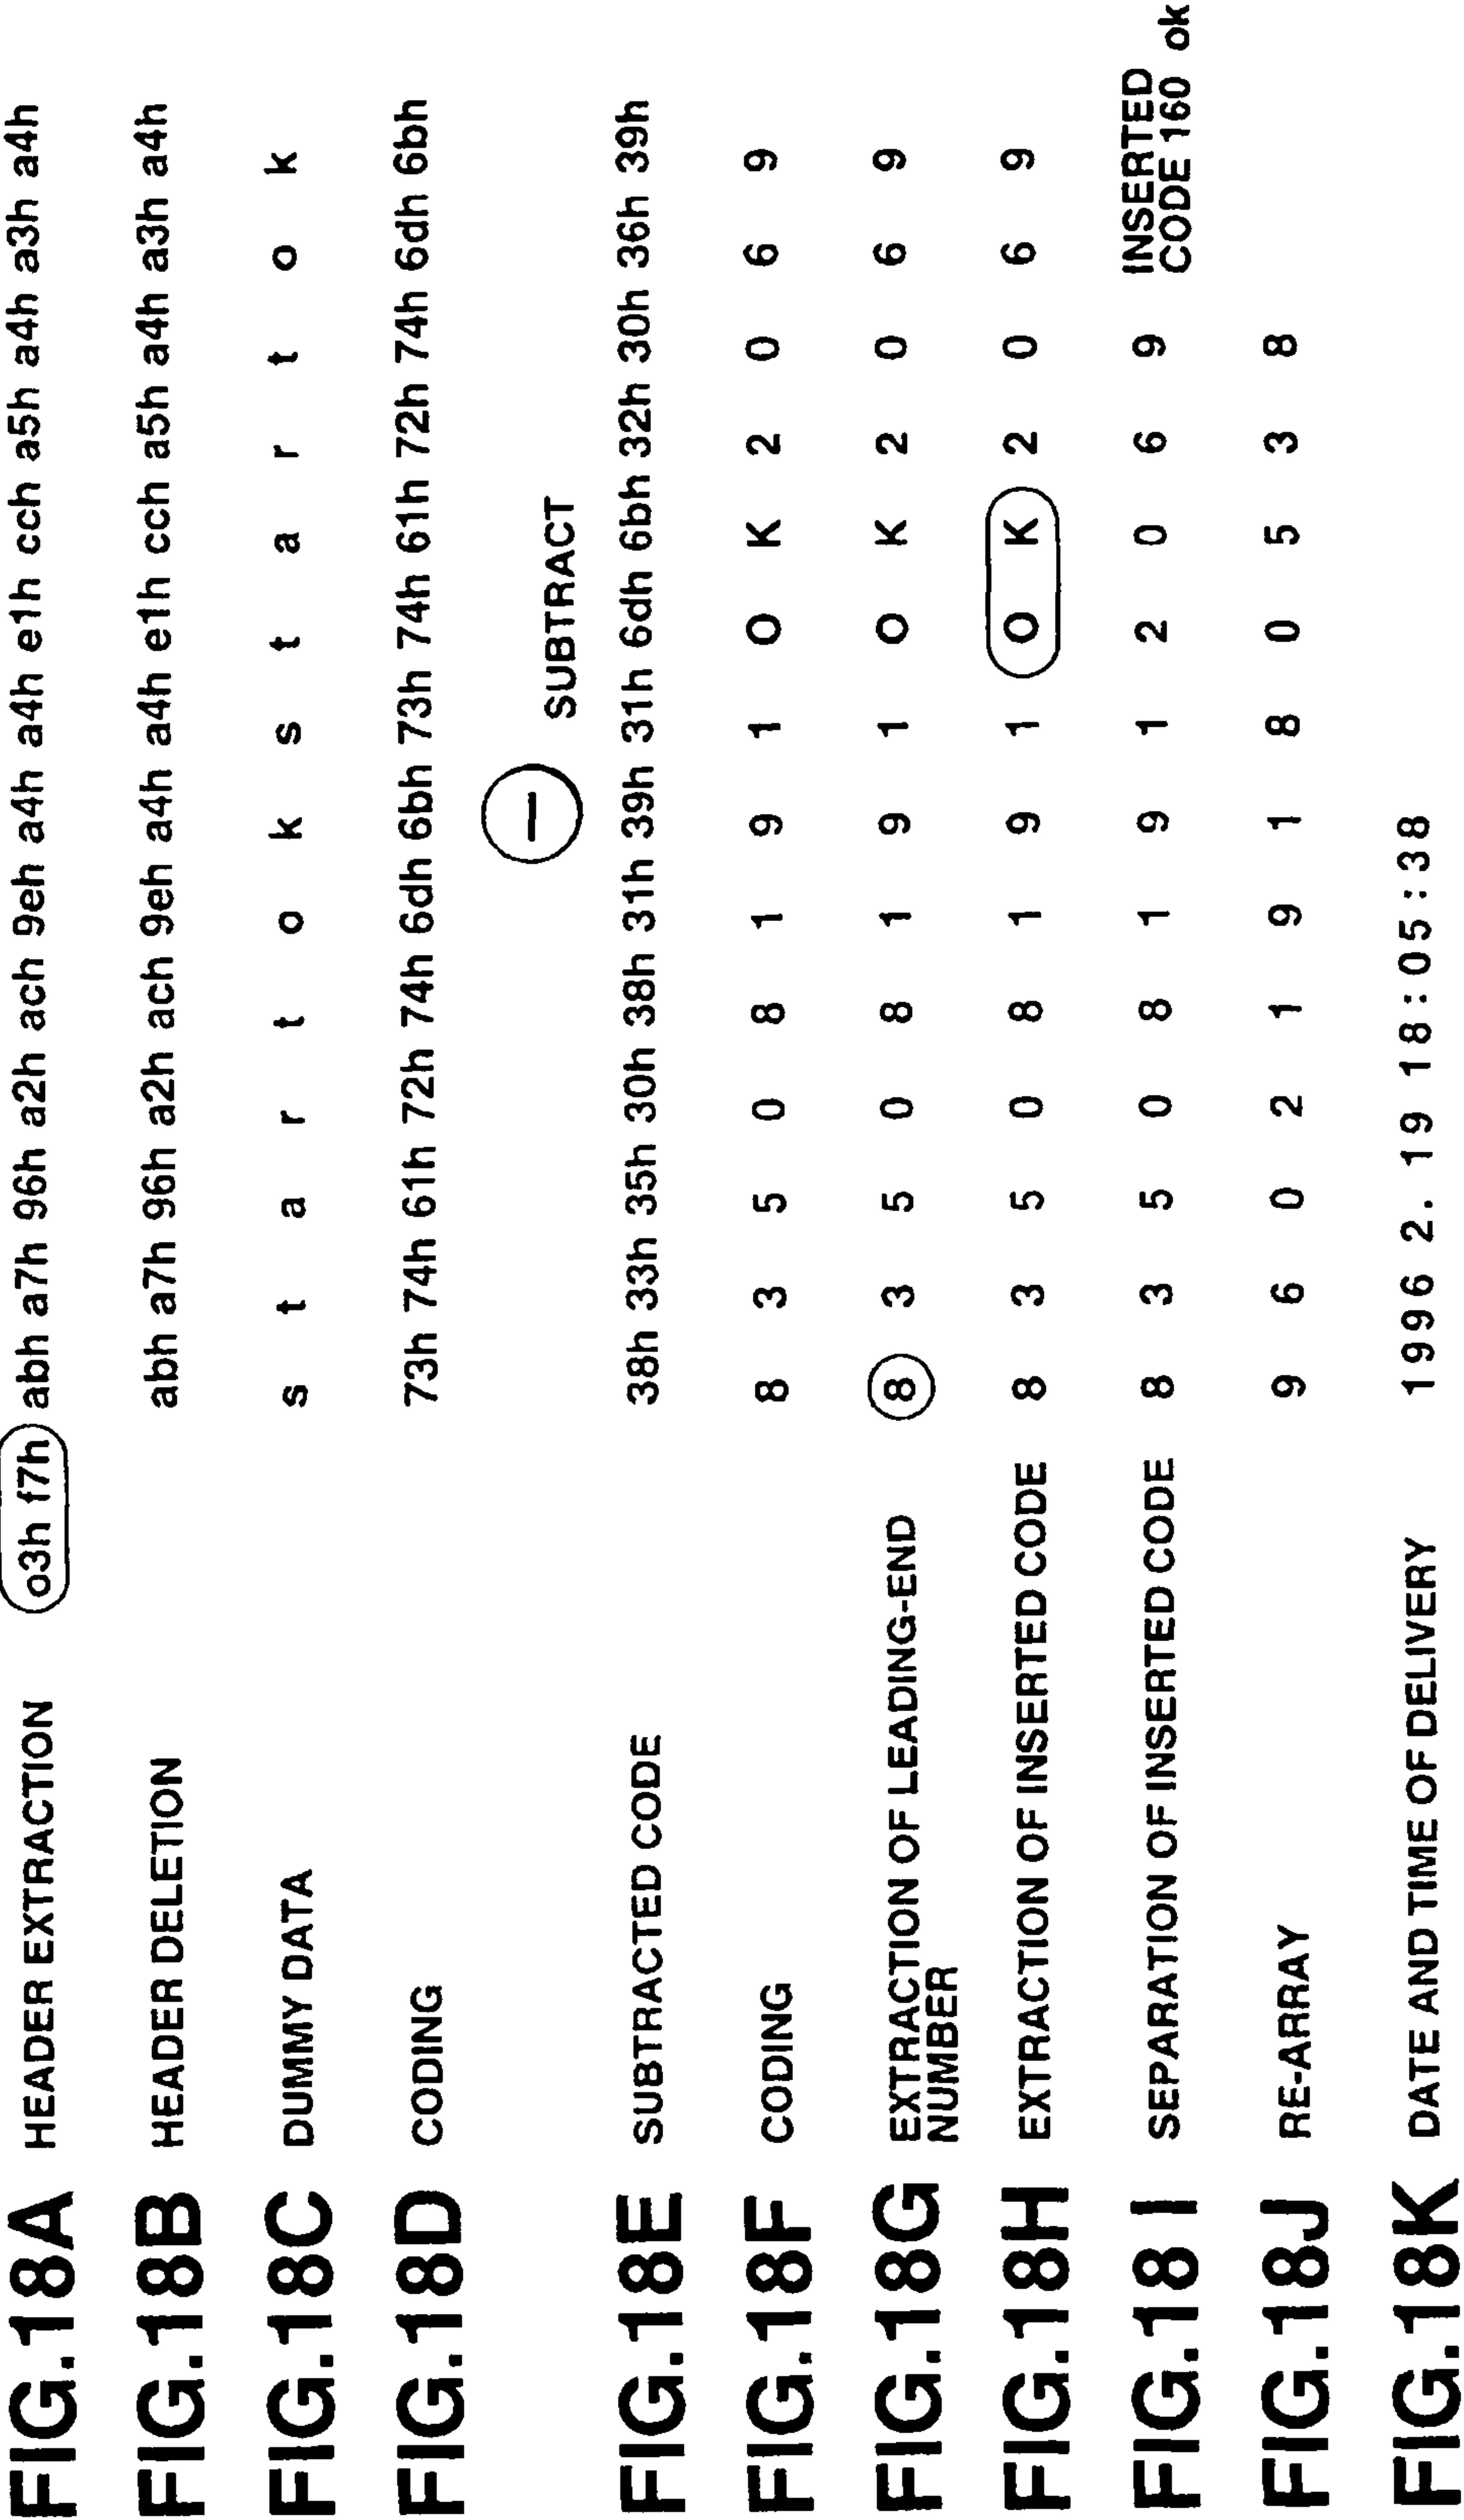 FIG.18A HEADER EXTRACTION o3h f7h abh a7h 96h a2h ach 9eh a4h a4h e1h cch a5h a4h a3h a4h
FIG.18B HEADER DELETION abh a7h 96h a2h ach 9eh a4h a4h e1h cch a5h a4h a3h a4h
FIG.18C DUMMY DATA s t a r t o k s t a r t o k
FIG.18D CODING 73h 74h 61h 72h 74h 6dh 6bh 73h 74h 61h 72h 74h 6dh 6bh
− SUBTRACT
FIG.18E SUBTRACTED CODE 38h 33h 35h 30h 38h 31h 39h 31h 6dh 6bh 32h 30h 36h 39h
FIG.18F CODING 8 3 5 0 8 1 9 1 O K 2 0 6 9
FIG.18G EXTRACTION OF LEADING-END 8 3 5 0 8 1 9 1 O K 2 0 6 9
NUMBER
FIG.18H EXTRACTION OF INSERTED CODE 8 3 5 0 8 1 9 1 O K 2 0 6 9
FIG.18I SEPARATION OF INSERTED CODE 8 3 5 0 8 1 9 1 2 0 6 9 INSERTED
CODE 160 ok
FIG.18J RE-ARRAY 9 6 0 2 1 9 1 8 0 5 3 8
FIG.18K DATE AND TIME OF DELIVERY 1996 2. 19 18:05:38